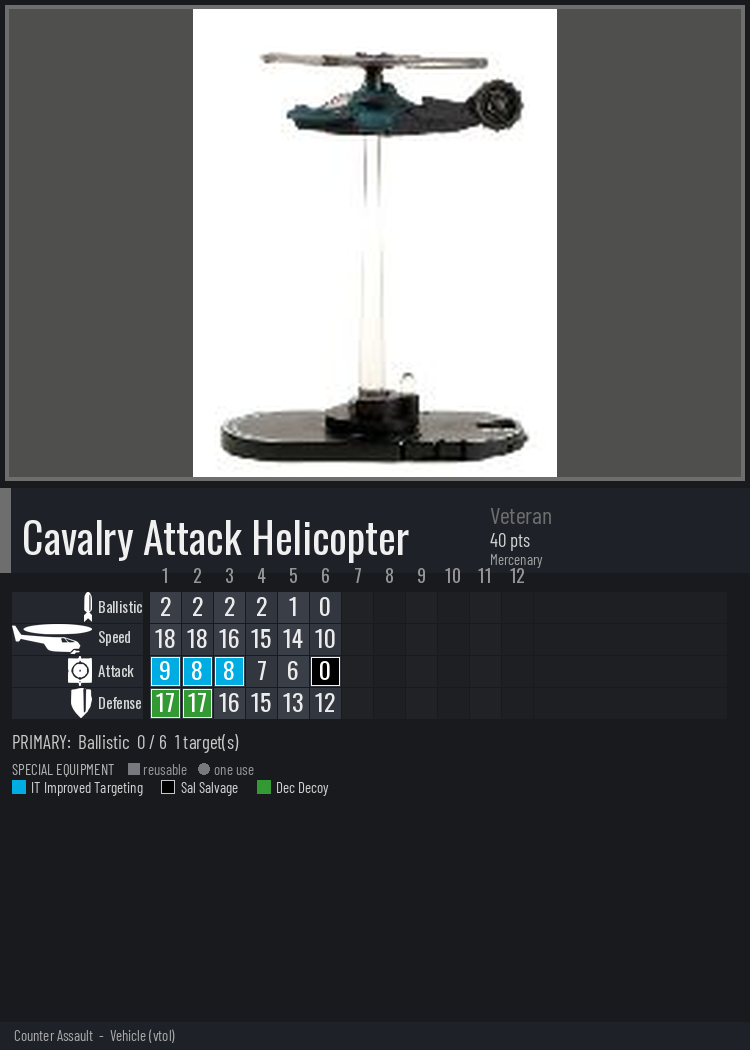 Cavalry Attack Helicopter
Veteran
40 pts
Mercenary
1 2 3 4 5 6 7 8 9 10 11 12
Ballistic 2 2 2 2 1 0
Speed 18 18 16 15 14 10
Attack 9 8 8 7 6 0
Defense 17 17 16 15 13 12
PRIMARY: Ballistic 0 / 6 1 target(s)
SPECIAL EQUIPMENT reusable one use
IT Improved Targeting Sal Salvage Dec Decoy
Counter Assault - Vehicle (vtol)